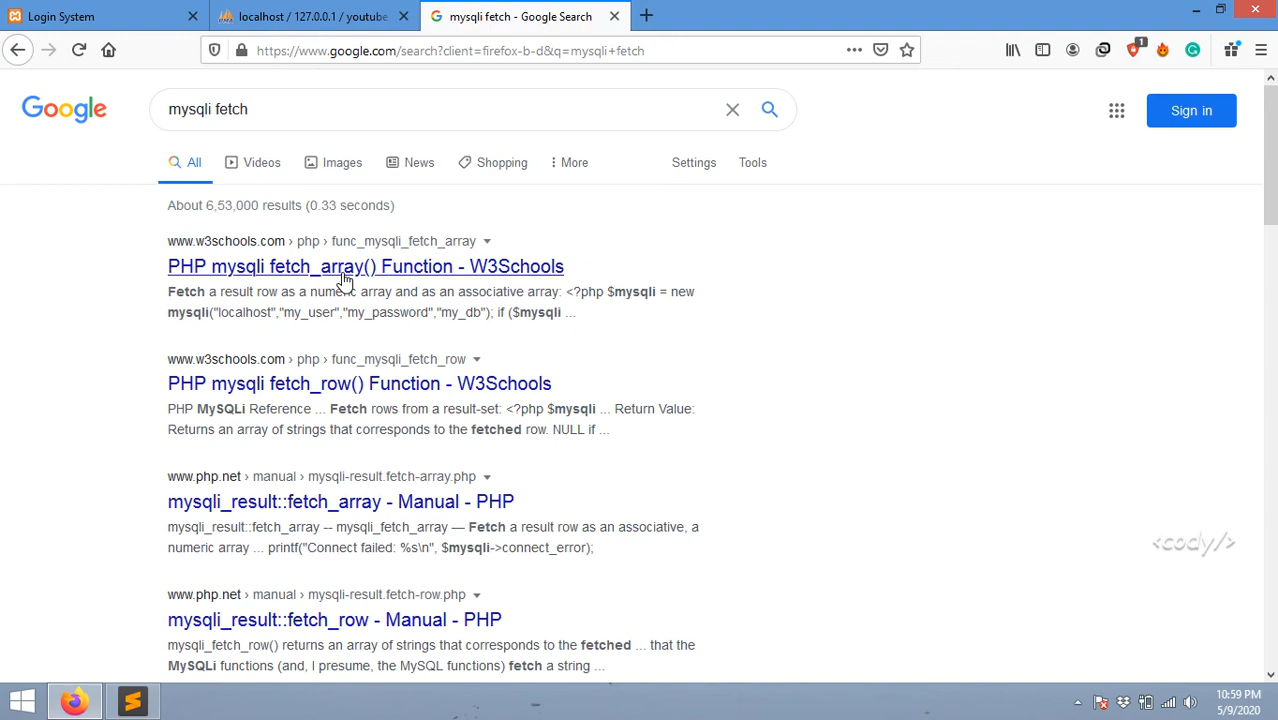 Login System
localhost / 127.0.0.1 / youtube
mysqli fetch - Google Search
https://www.google.com/search?client=firefox-b-d&q=mysqli+fetch
1
Google
mysqli fetch
Sign in
All
Videos
Images
News
Shopping
More
Settings
Tools
About 6,53,000 results (0.33 seconds)
www.w3schools.com › php › func_mysqli_fetch_array
PHP mysqli fetch_array() Function - W3Schools
Fetch a result row as a numeric array and as an associative array: <?php $mysqli = new
mysqli("localhost","my_user","my_password","my_db"); if ($mysqli ...
www.w3schools.com › php › func_mysqli_fetch_row
PHP mysqli fetch_row() Function - W3Schools
PHP MySQLi Reference ... Fetch rows from a result-set: <?php $mysqli ... Return Value:
Returns an array of strings that corresponds to the fetched row. NULL if ...
www.php.net › manual › mysqli-result.fetch-array.php
mysqli_result::fetch_array - Manual - PHP
mysqli_result::fetch_array -- mysqli_fetch_array — Fetch a result row as an associative, a
numeric array ... printf("Connect failed: %s\n", $mysqli->connect_error);
<cody/>
www.php.net › manual › mysqli-result.fetch-row.php
mysqli_result::fetch_row - Manual - PHP
mysqli_fetch_row() returns an array of strings that corresponds to the fetched ... that the
MySQLi functions (and, I presume, the MySQL functions) fetch a string ...
10:59 PM
5/9/2020